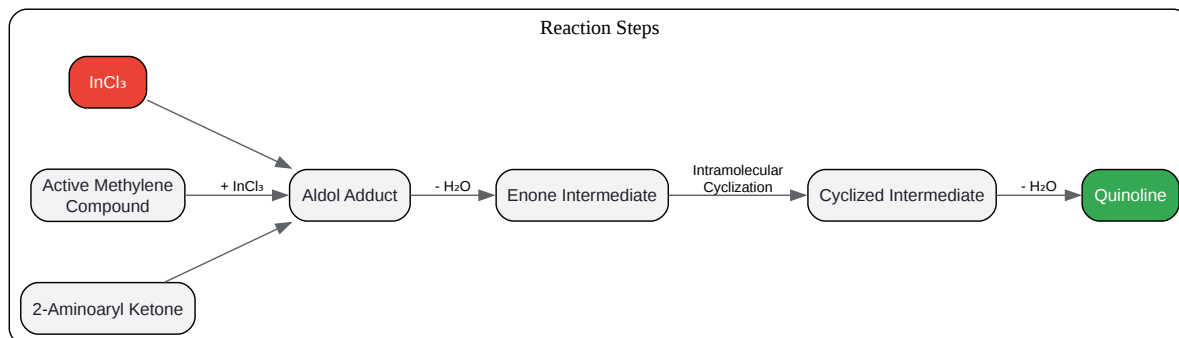 Reaction Steps
InCl₃
Active Methylene
Compound
+ InCl₃
Aldol Adduct
- H₂O
Enone Intermediate
Intramolecular
Cyclization
Cyclized Intermediate
- H₂O
Quinoline
2-Aminoaryl Ketone